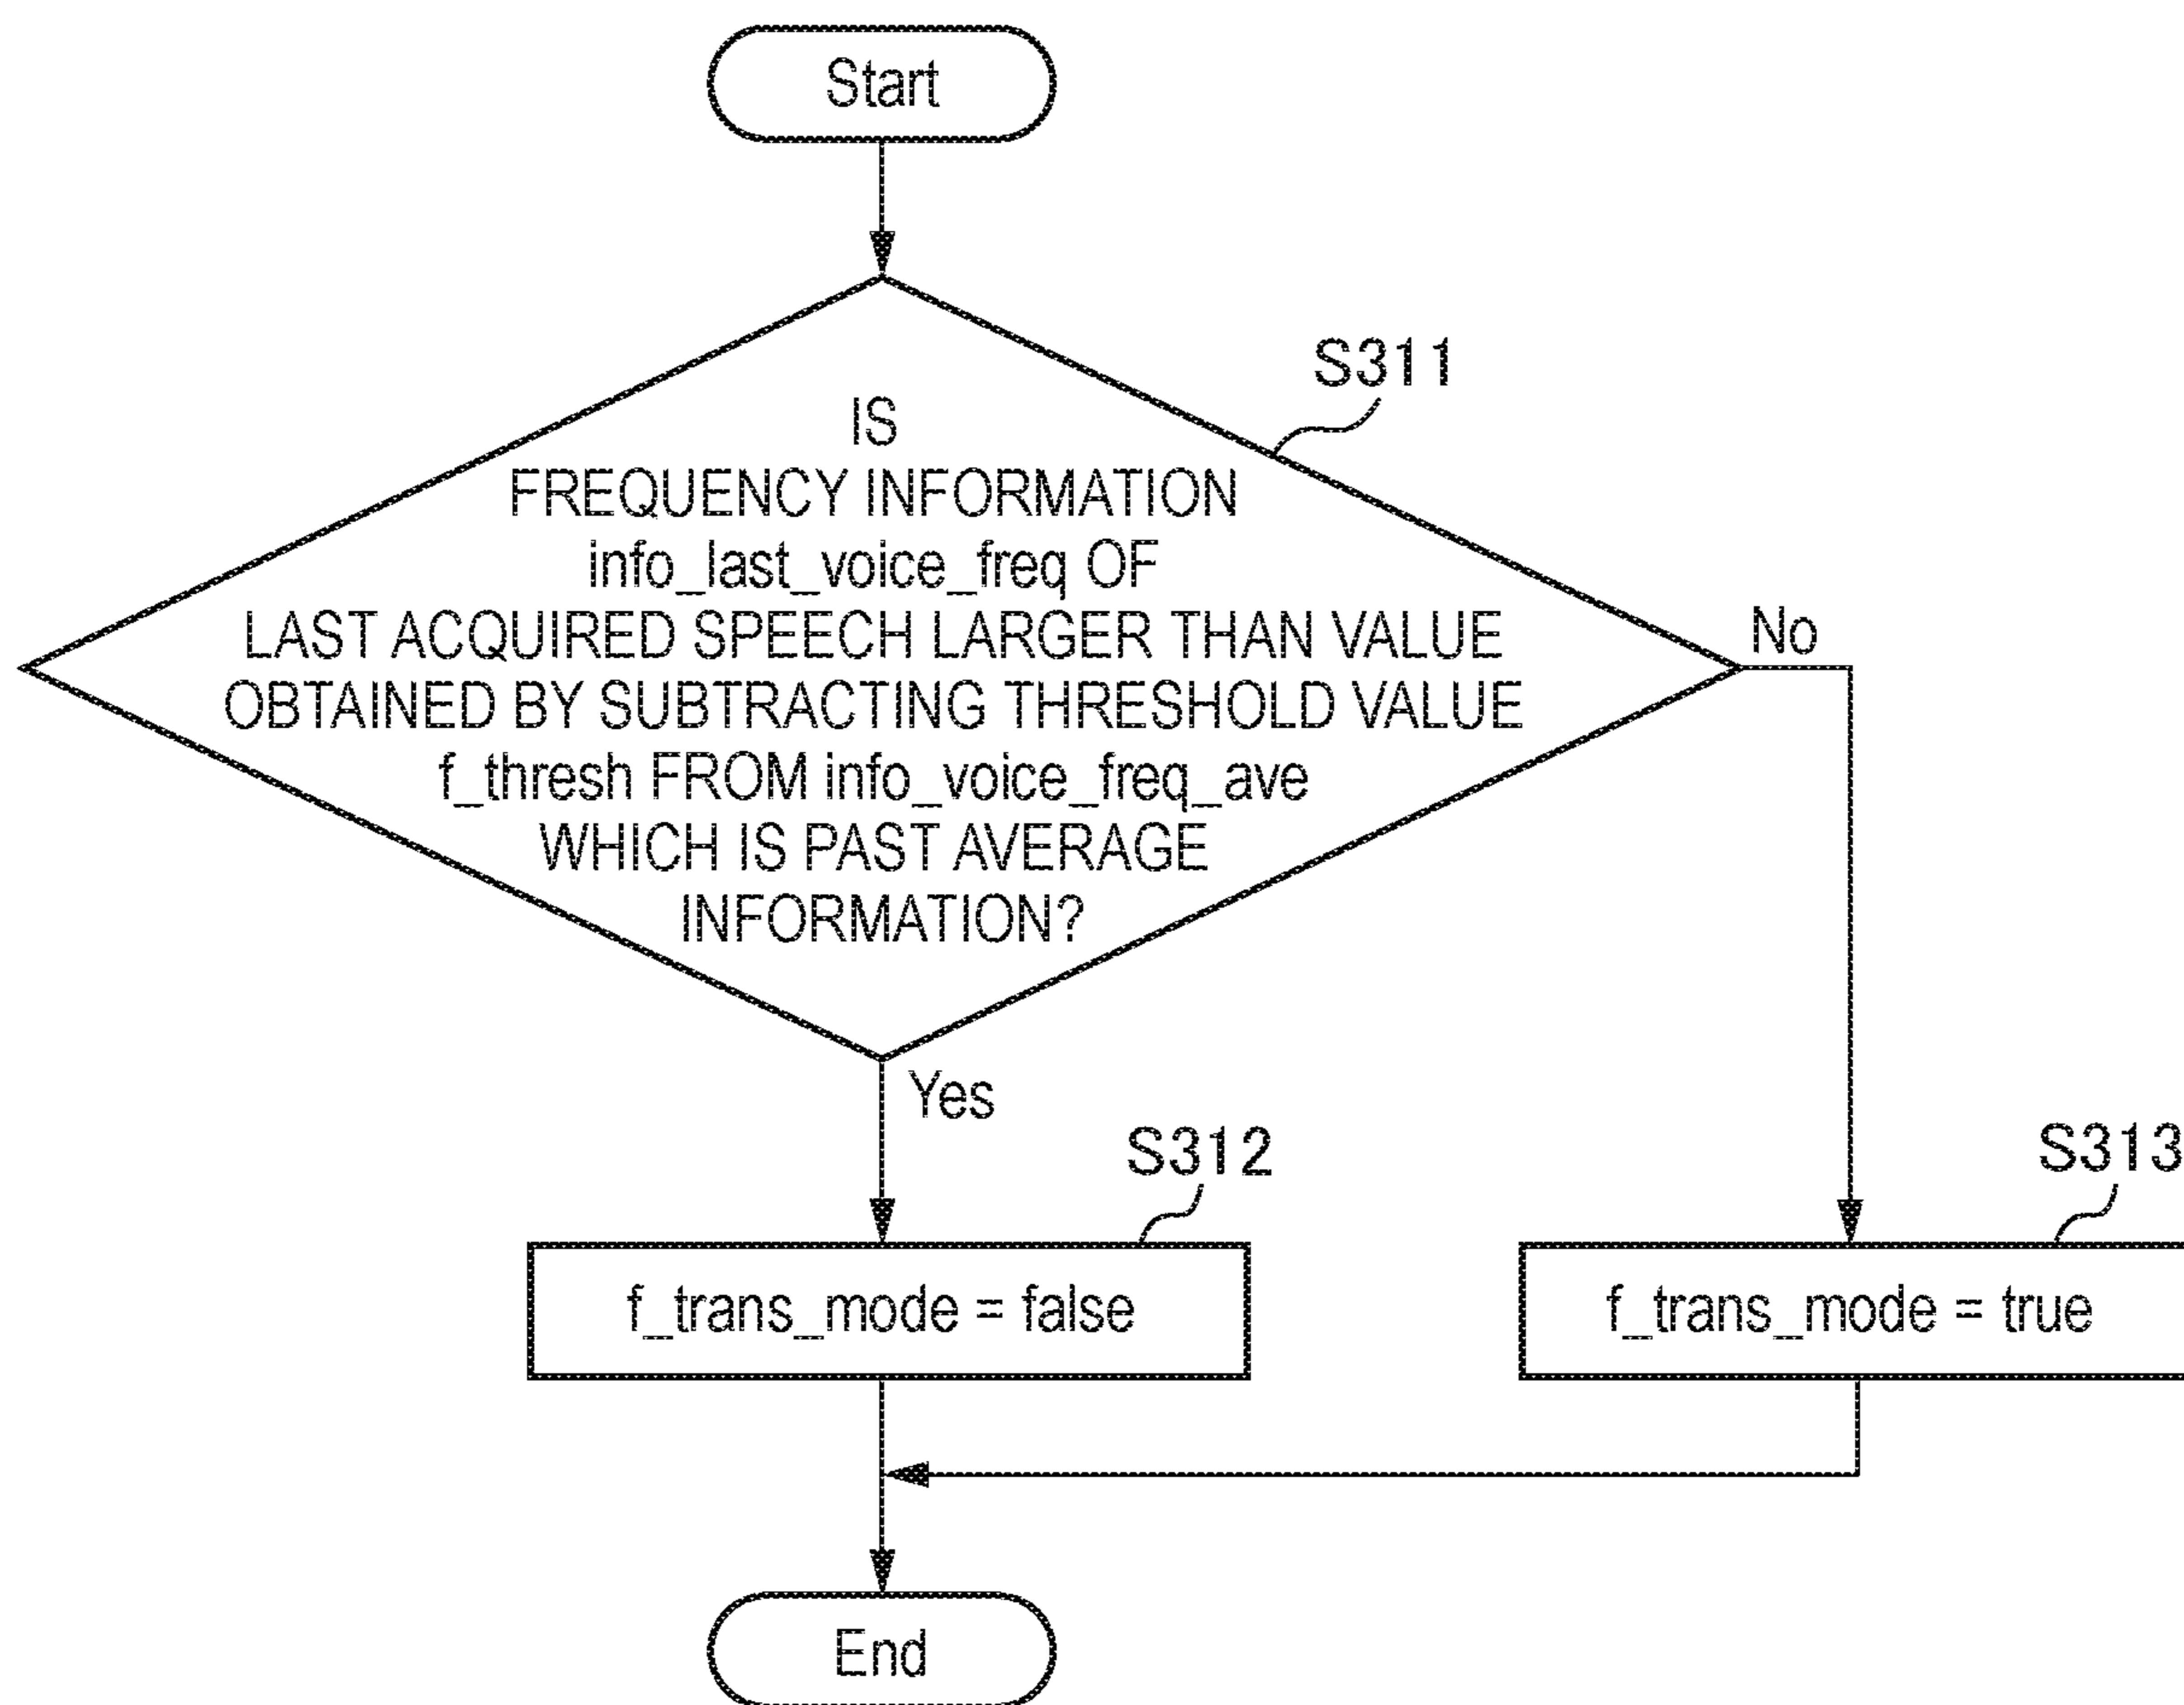 Start
S311
IS
FREQUENCY INFORMATION
info_last_voice_freq OF
LAST ACQUIRED SPEECH LARGER THAN VALUE
OBTAINED BY SUBTRACTING THRESHOLD VALUE
f_thresh FROM info_voice_freq_ave
WHICH IS PAST AVERAGE
INFORMATION?
No
Yes
S312
S313
f_trans_mode = false
f_trans_mode = true
End